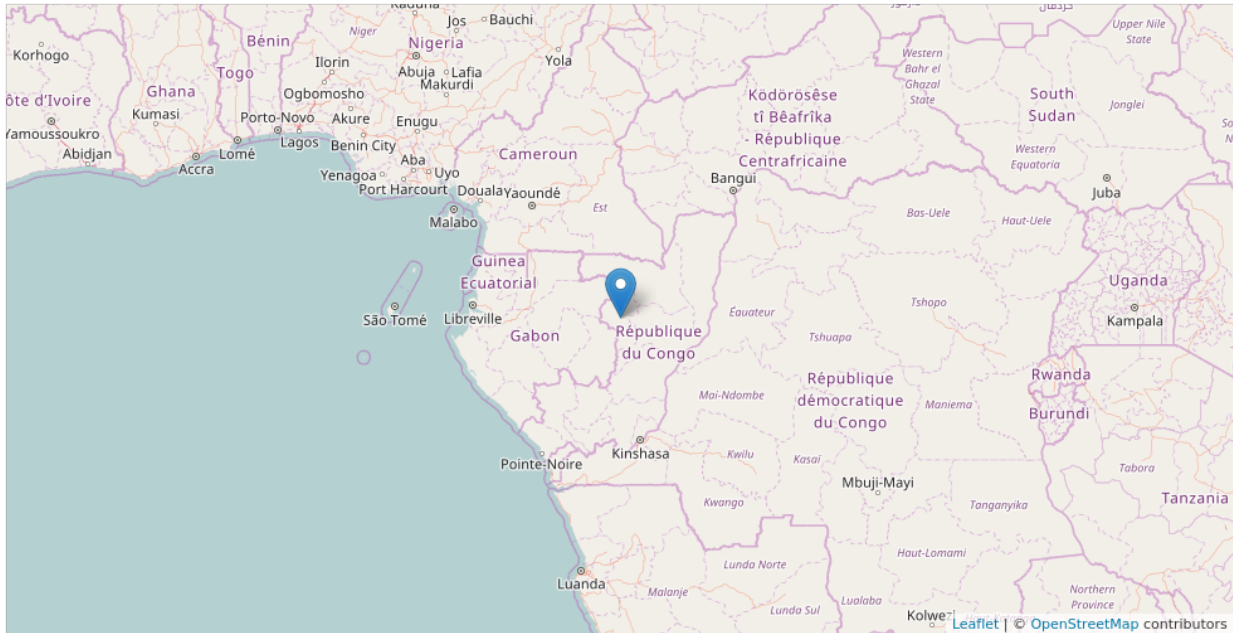 Kaduna
Jos
Bauchi
Upper Nile
State
Korhogo
Bénin
Niger
Nigeria
Yola
Western
Bahr el
Ghazal
State
Togo
Ilorin
Abuja
Lafia
Makurdi
Ghana
Ogbomosho
Ködörösêse
tî Bêafrîka
- République
Centrafricaine
South
Sudan
Jonglei
ôte d'Ivoire
Kumasi
Porto-Novo
Akure
Enugu
Yamoussoukro
Lagos
Benin City
Abidjan
Lomé
Accra
Aba
Uyo
Cameroun
Western
Equatoria
Yenagoa
Port Harcourt
Douala
Yaoundé
Bangui
Juba
Malabo
Est
Bas-Uele
Haut-Uele
Guinea
Ecuatorial
Uganda
São Tomé
Libreville
Gabon
République
du Congo
Équateur
Tshopo
Kampala
Tshuapa
Rwanda
République
démocratique
du Congo
Mai-Ndombe
Maniema
Burundi
Kinshasa
Pointe-Noire
Kwilu
Kasaï
Tabora
Mbuji-Mayi
Kwango
Tanganyika
Tanzania
Haut-Lomami
Luanda
Lunda Norte
Malanje
Northern
Province
Lunda Sul
Lualaba
Kolwezi
Leaflet | © OpenStreetMap contributors